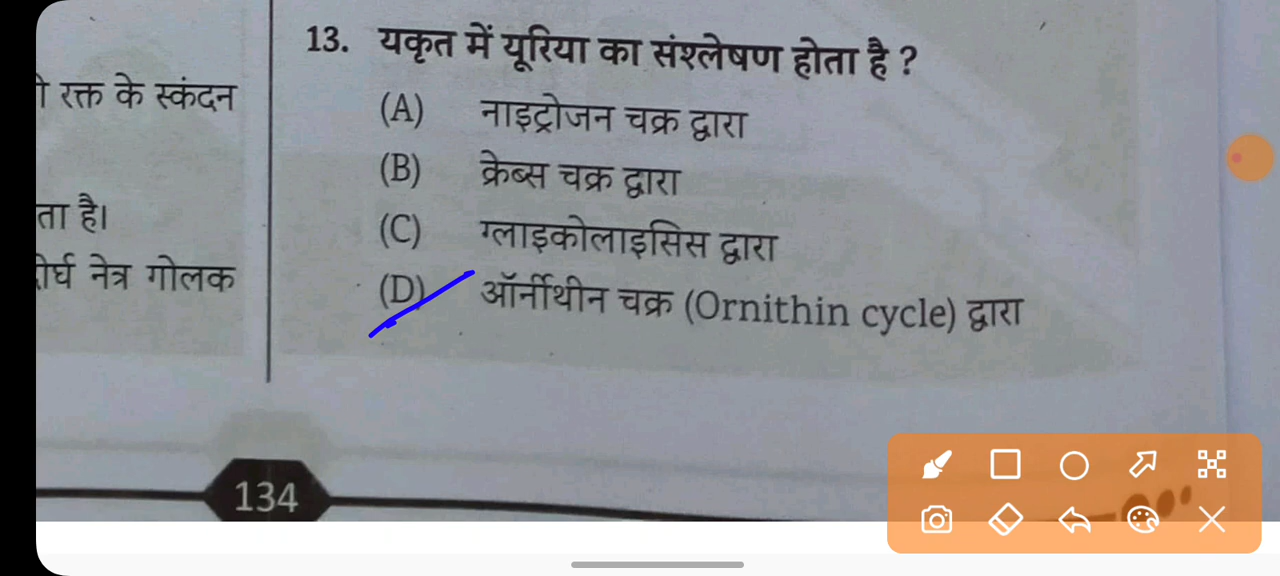 रक्त के स्कंदन
ता है।
नेत्र गोलक
13. यकृत में यूरिया का संश्लेषण होता है ?
(A) नाइट्रोजन चक्र द्वारा
(B) क्रेब्स चक्र द्वारा
(C) ग्लाइकोलाइसिस द्वारा
(D) ऑर्नीथीन चक्र (Ornithin cycle) द्वारा
134